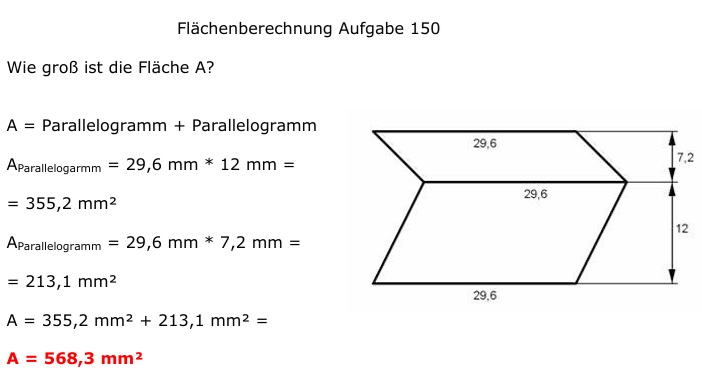 Flächenberechnung Aufgabe 150
Wie groß ist die Fläche A?
A = Parallelogramm + Parallelogramm
AParallelogarmm = 29,6 mm * 12 mm =
= 355,2 mm²
AParallelogramm = 29,6 mm * 7,2 mm =
= 213,1 mm²
A = 355,2 mm² + 213,1 mm² =
A = 568,3 mm²
29,6
7,2
29,6
12
29,6